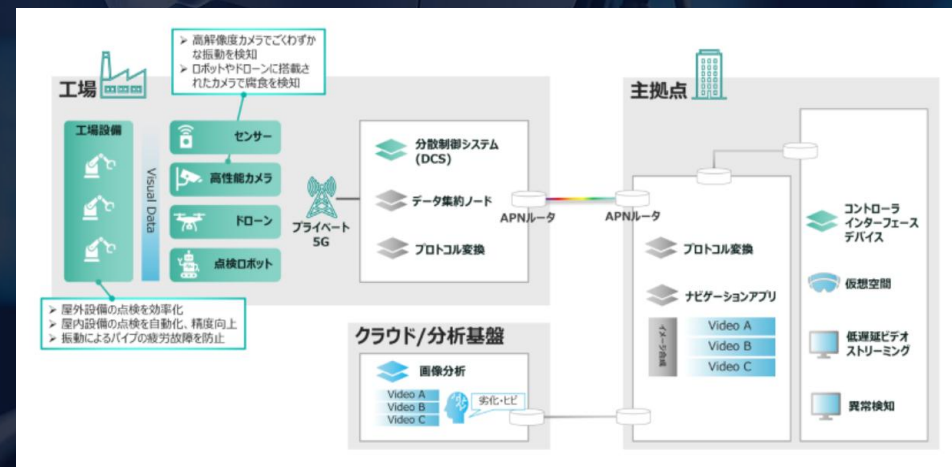 ➢ 高解像度カメラでごくわずか
な振動を検知
➢ ロボットやドローンに搭載さ
れたカメラで腐食を検知
工場
工場設備
Visual Data
センサー
高性能カメラ
ドローン
点検ロボット
プライベート
5G
分散制御システム
(DCS)
データ集約ノード
プロトコル変換
APNルータ
➢ 屋外設備の点検を効率化
➢ 屋内設備の点検を自動化、精度向上
➢ 振動によるパイプの疲労故障を防止
クラウド/分析基盤
画像分析
Video A
Video B
Video C
劣化・ヒビ
主拠点
APNルータ
プロトコル変換
ナビゲーションアプリ
イメージ合成
Video A
Video B
Video C
コントローラ
インターフェース
デバイス
仮想空間
低遅延ビデオ
ストリーミング
異常検知